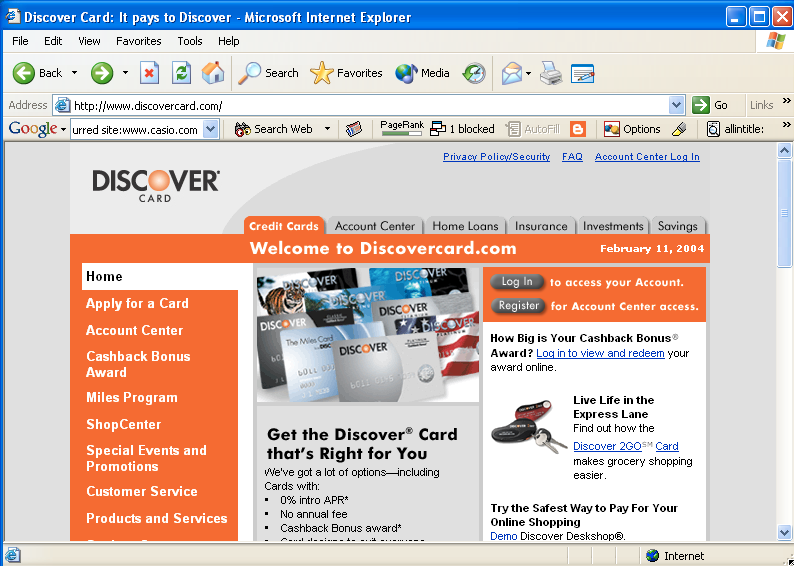 Discover Card: It pays to Discover - Microsoft Internet Explorer
File Edit View Favorites Tools Help
Back Search Favorites Media
Address http://www.discovercard.com/ Go Links »
Google urred site:www.casio.com Search Web PageRank 1 blocked AutoFill Options allintitle: »
Privacy Policy/Security FAQ Account Center Log In
DISCOVER®
CARD
Credit Cards Account Center Home Loans Insurance Investments Savings
Welcome to Discovercard.com February 11, 2004
Home
Apply for a Card
Account Center
Cashback Bonus
Award
Miles Program
ShopCenter
Special Events and
Promotions
Customer Service
Products and Services
DISCOVER
DISCOVER
DISCOVER
DISCOVER
The Miles Card
DISCOVER
Get the Discover® Card
that's Right for You
We've got a lot of options—including
Cards with:
• 0% intro APR*
• No annual fee
• Cashback Bonus award*
• Card designs to suit everyone
Log In to access your Account.
Register for Account Center access.
How Big is Your Cashback Bonus®
Award? Log in to view and redeem your
award online.
Live Life in the
Express Lane
Find out how the
Discover 2GO℠ Card
makes grocery shopping
easier.
Try the Safest Way to Pay For Your
Online Shopping
Demo Discover Deskshop®.
Internet